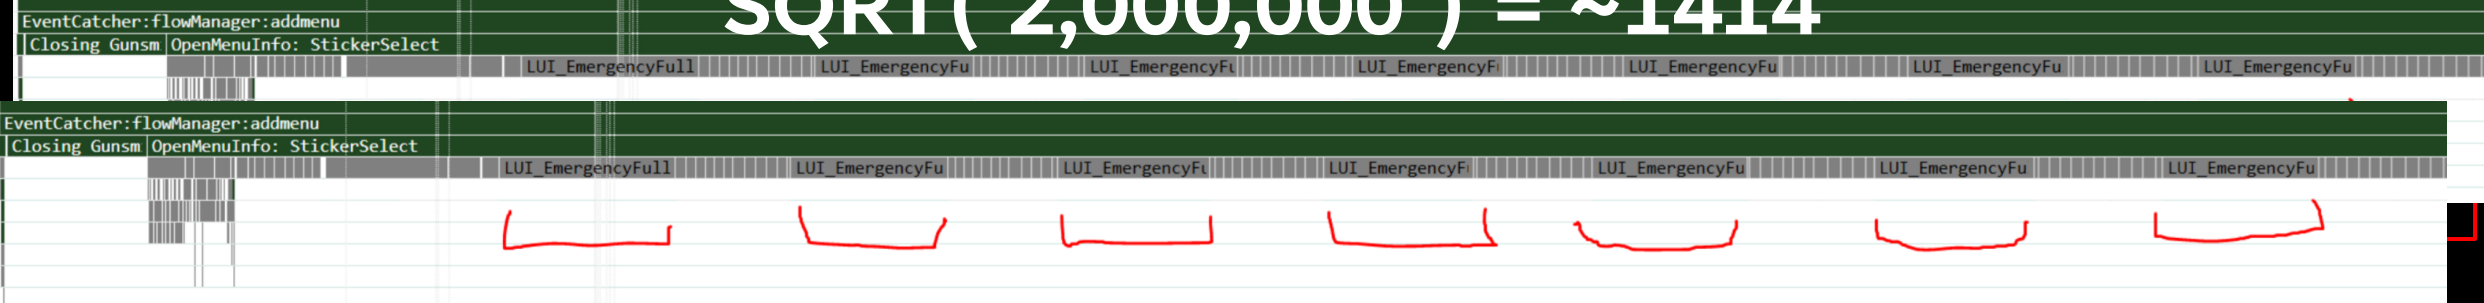 SQRT( 2,000,000 ) = ~1414
EventCatcher:flowManager:addmenu
Closing Gunsm OpenMenuInfo: StickerSelect
LUI_EmergencyFull LUI_EmergencyFu LUI_EmergencyFu LUI_EmergencyF LUI_EmergencyFu LUI_EmergencyFu LUI_EmergencyFu
EventCatcher:flowManager:addmenu
Closing Gunsm OpenMenuInfo: StickerSelect
LUI_EmergencyFull LUI_EmergencyFu LUI_EmergencyFu LUI_EmergencyF LUI_EmergencyFu LUI_EmergencyFu LUI_EmergencyFu